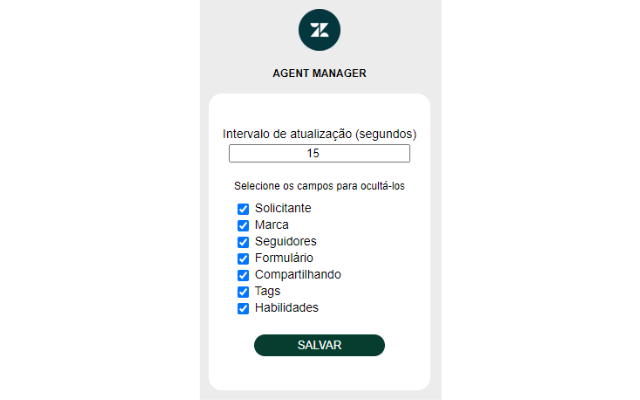 AGENT MANAGER
Intervalo de atualização (segundos)
15
Selecione os campos para ocultá-los
Solicitante
Marca
Seguidores
Formulário
Compartilhando
Tags
Habilidades
SALVAR